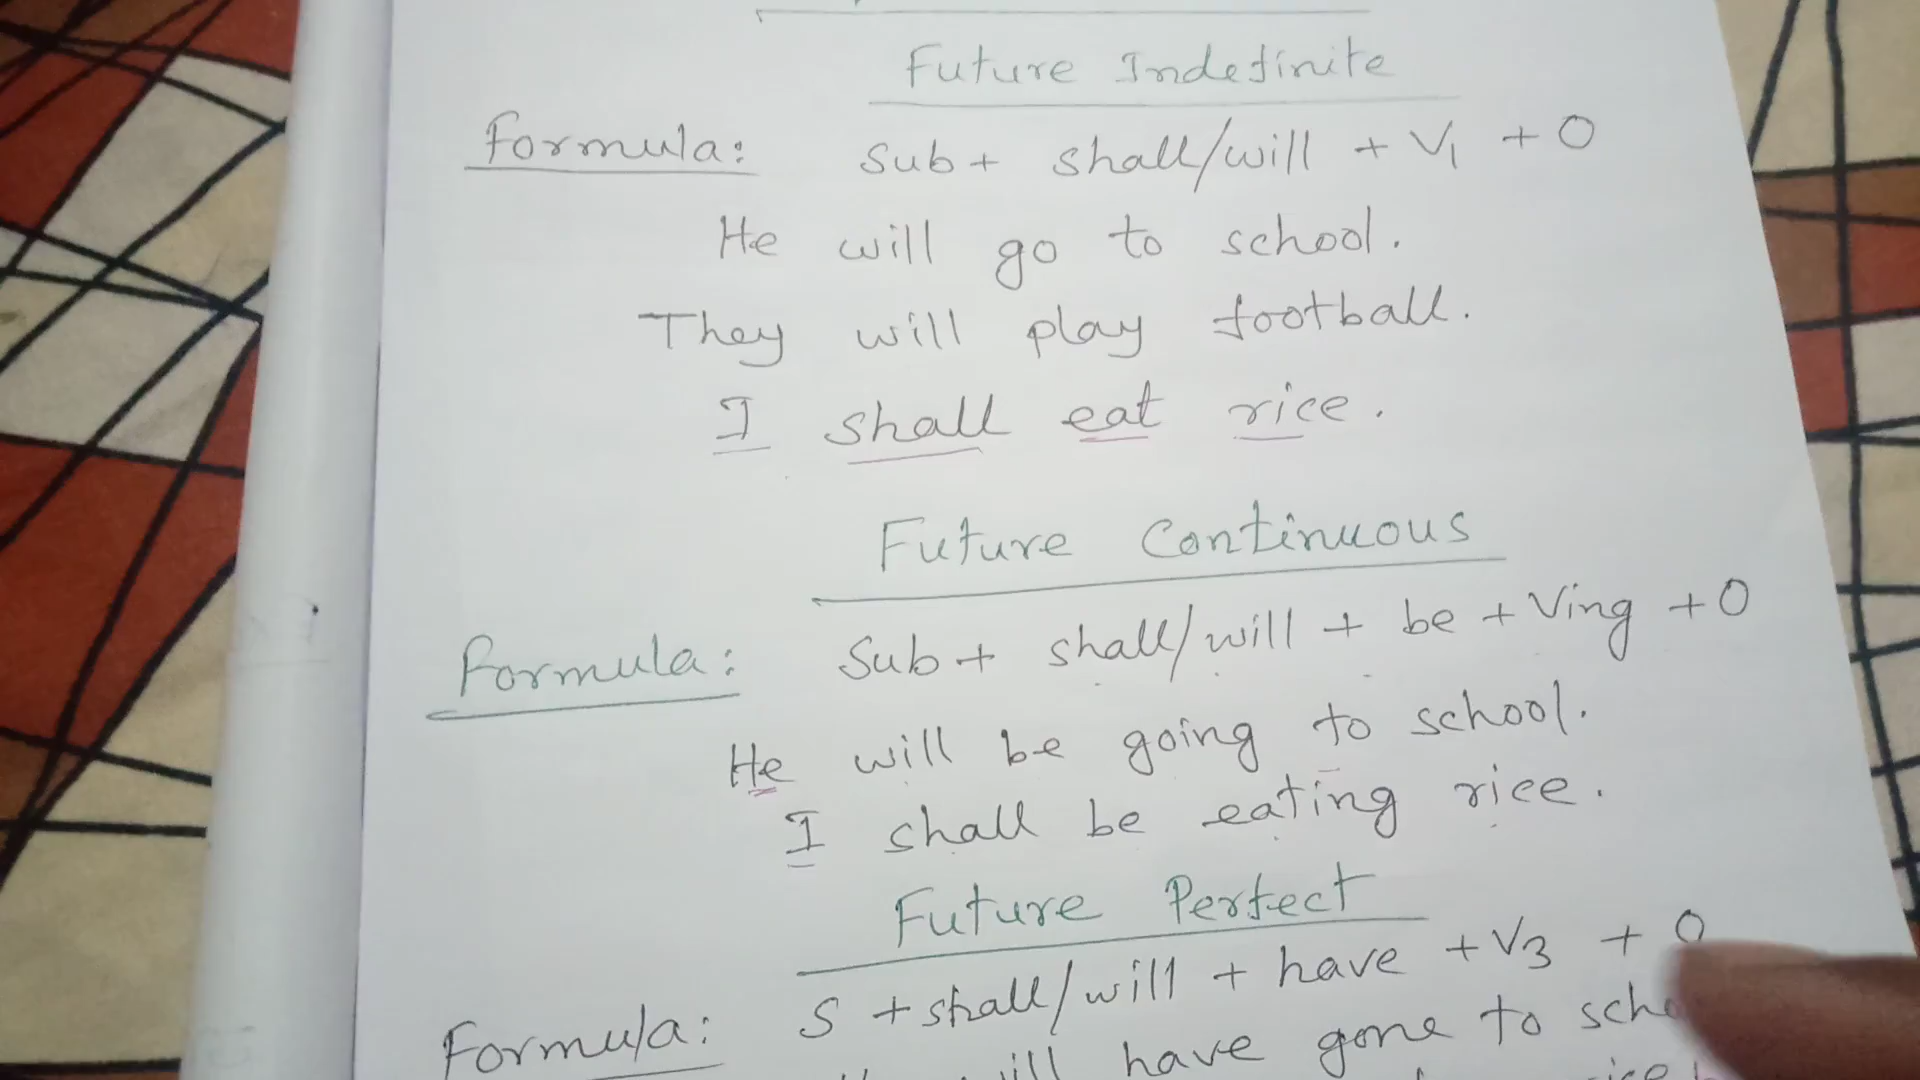 Future Indefinite
Formula: Sub + shall/will + V1 + O
He will go to school.
They will play football.
I shall eat rice.
Future Continuous
Formula: Sub + shall/will + be + Ving + O
He will be going to school.
I shall be eating rice.
Future Perfect
Formula: S + shall/will + have + V3 + O
have gone to